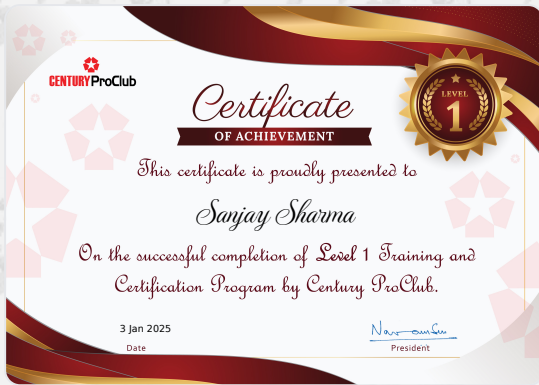 CENTURY ProClub
Certificate
OF ACHIEVEMENT
LEVEL
1
This certificate is proudly presented to
Sanjay Sharma
On the successful completion of Level 1 Training and
Certification Program by Century ProClub.
3 Jan 2025
Date
President